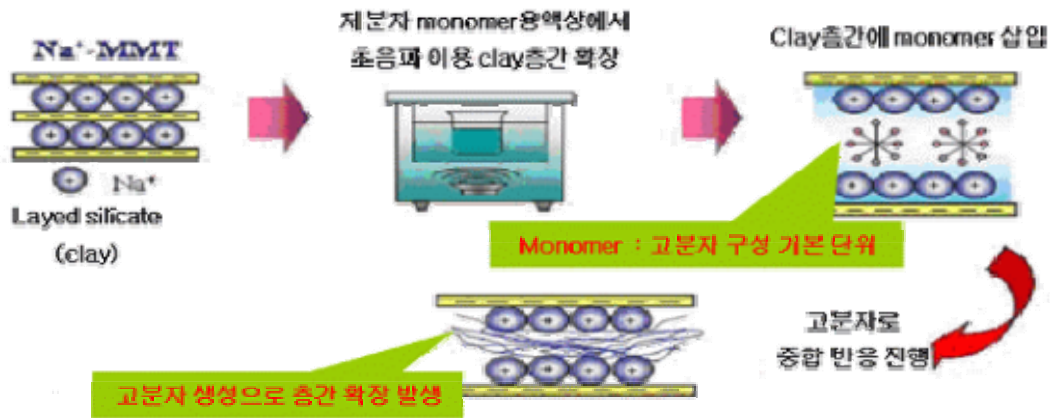 Na⁺-MMT
Na⁺
Layed silicate
(clay)
저분자 monomer용액상에서
초음파 이용 clay층간 확장
Clay층간에 monomer 삽입
Monomer : 고분자 구성 기본 단위
고분자로
중합 반응 진행
고분자 생성으로 층간 확장 발생